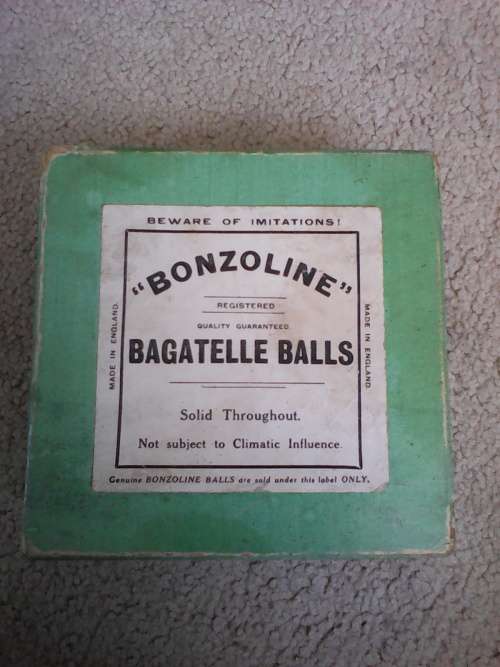 BEWARE OF IMITATIONS!
"BONZOLINE"
REGISTERED
QUALITY GUARANTEED.
BAGATELLE BALLS
MADE IN ENGLAND.
MADE IN ENGLAND.
Solid Throughout.
Not subject to Climatic Influence.
Genuine BONZOLINE BALLS are sold under this label ONLY.